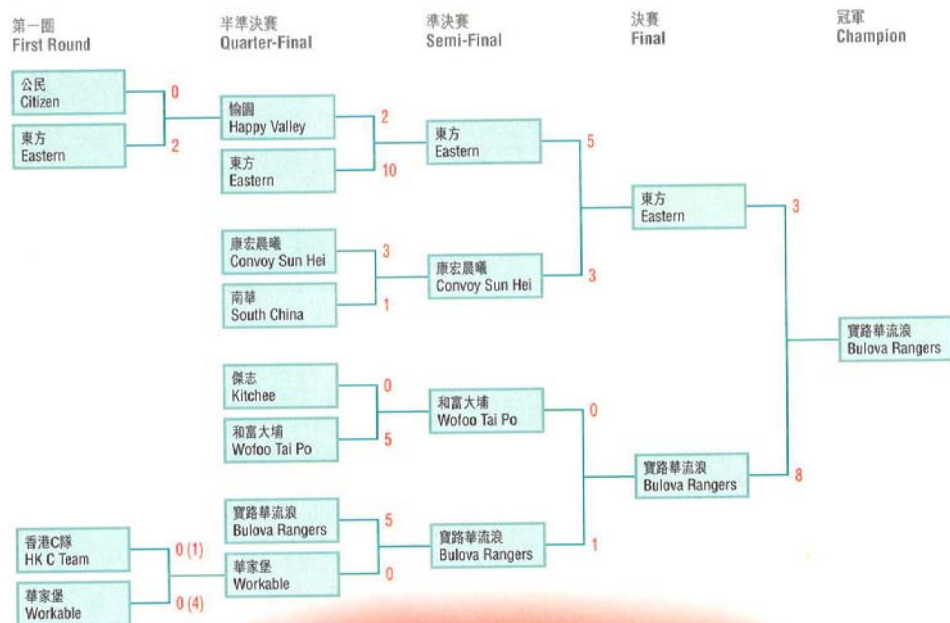 第一圈
First Round
半準決賽
Quarter-Final
準決賽
Semi-Final
決賽
Final
冠軍
Champion
公民
Citizen
0
東方
Eastern
2
愉園
Happy Valley
2
東方
Eastern
10
康宏晨曦
Convoy Sun Hei
3
南華
South China
1
傑志
Kitchee
0
和富大埔
Wofoo Tai Po
5
寶路華流浪
Bulova Rangers
5
華家堡
Workable
0
香港C隊
HK C Team
0 (1)
華家堡
Workable
0 (4)
東方
Eastern
5
康宏晨曦
Convoy Sun Hei
3
和富大埔
Wofoo Tai Po
0
寶路華流浪
Bulova Rangers
1
東方
Eastern
3
寶路華流浪
Bulova Rangers
8
寶路華流浪
Bulova Rangers